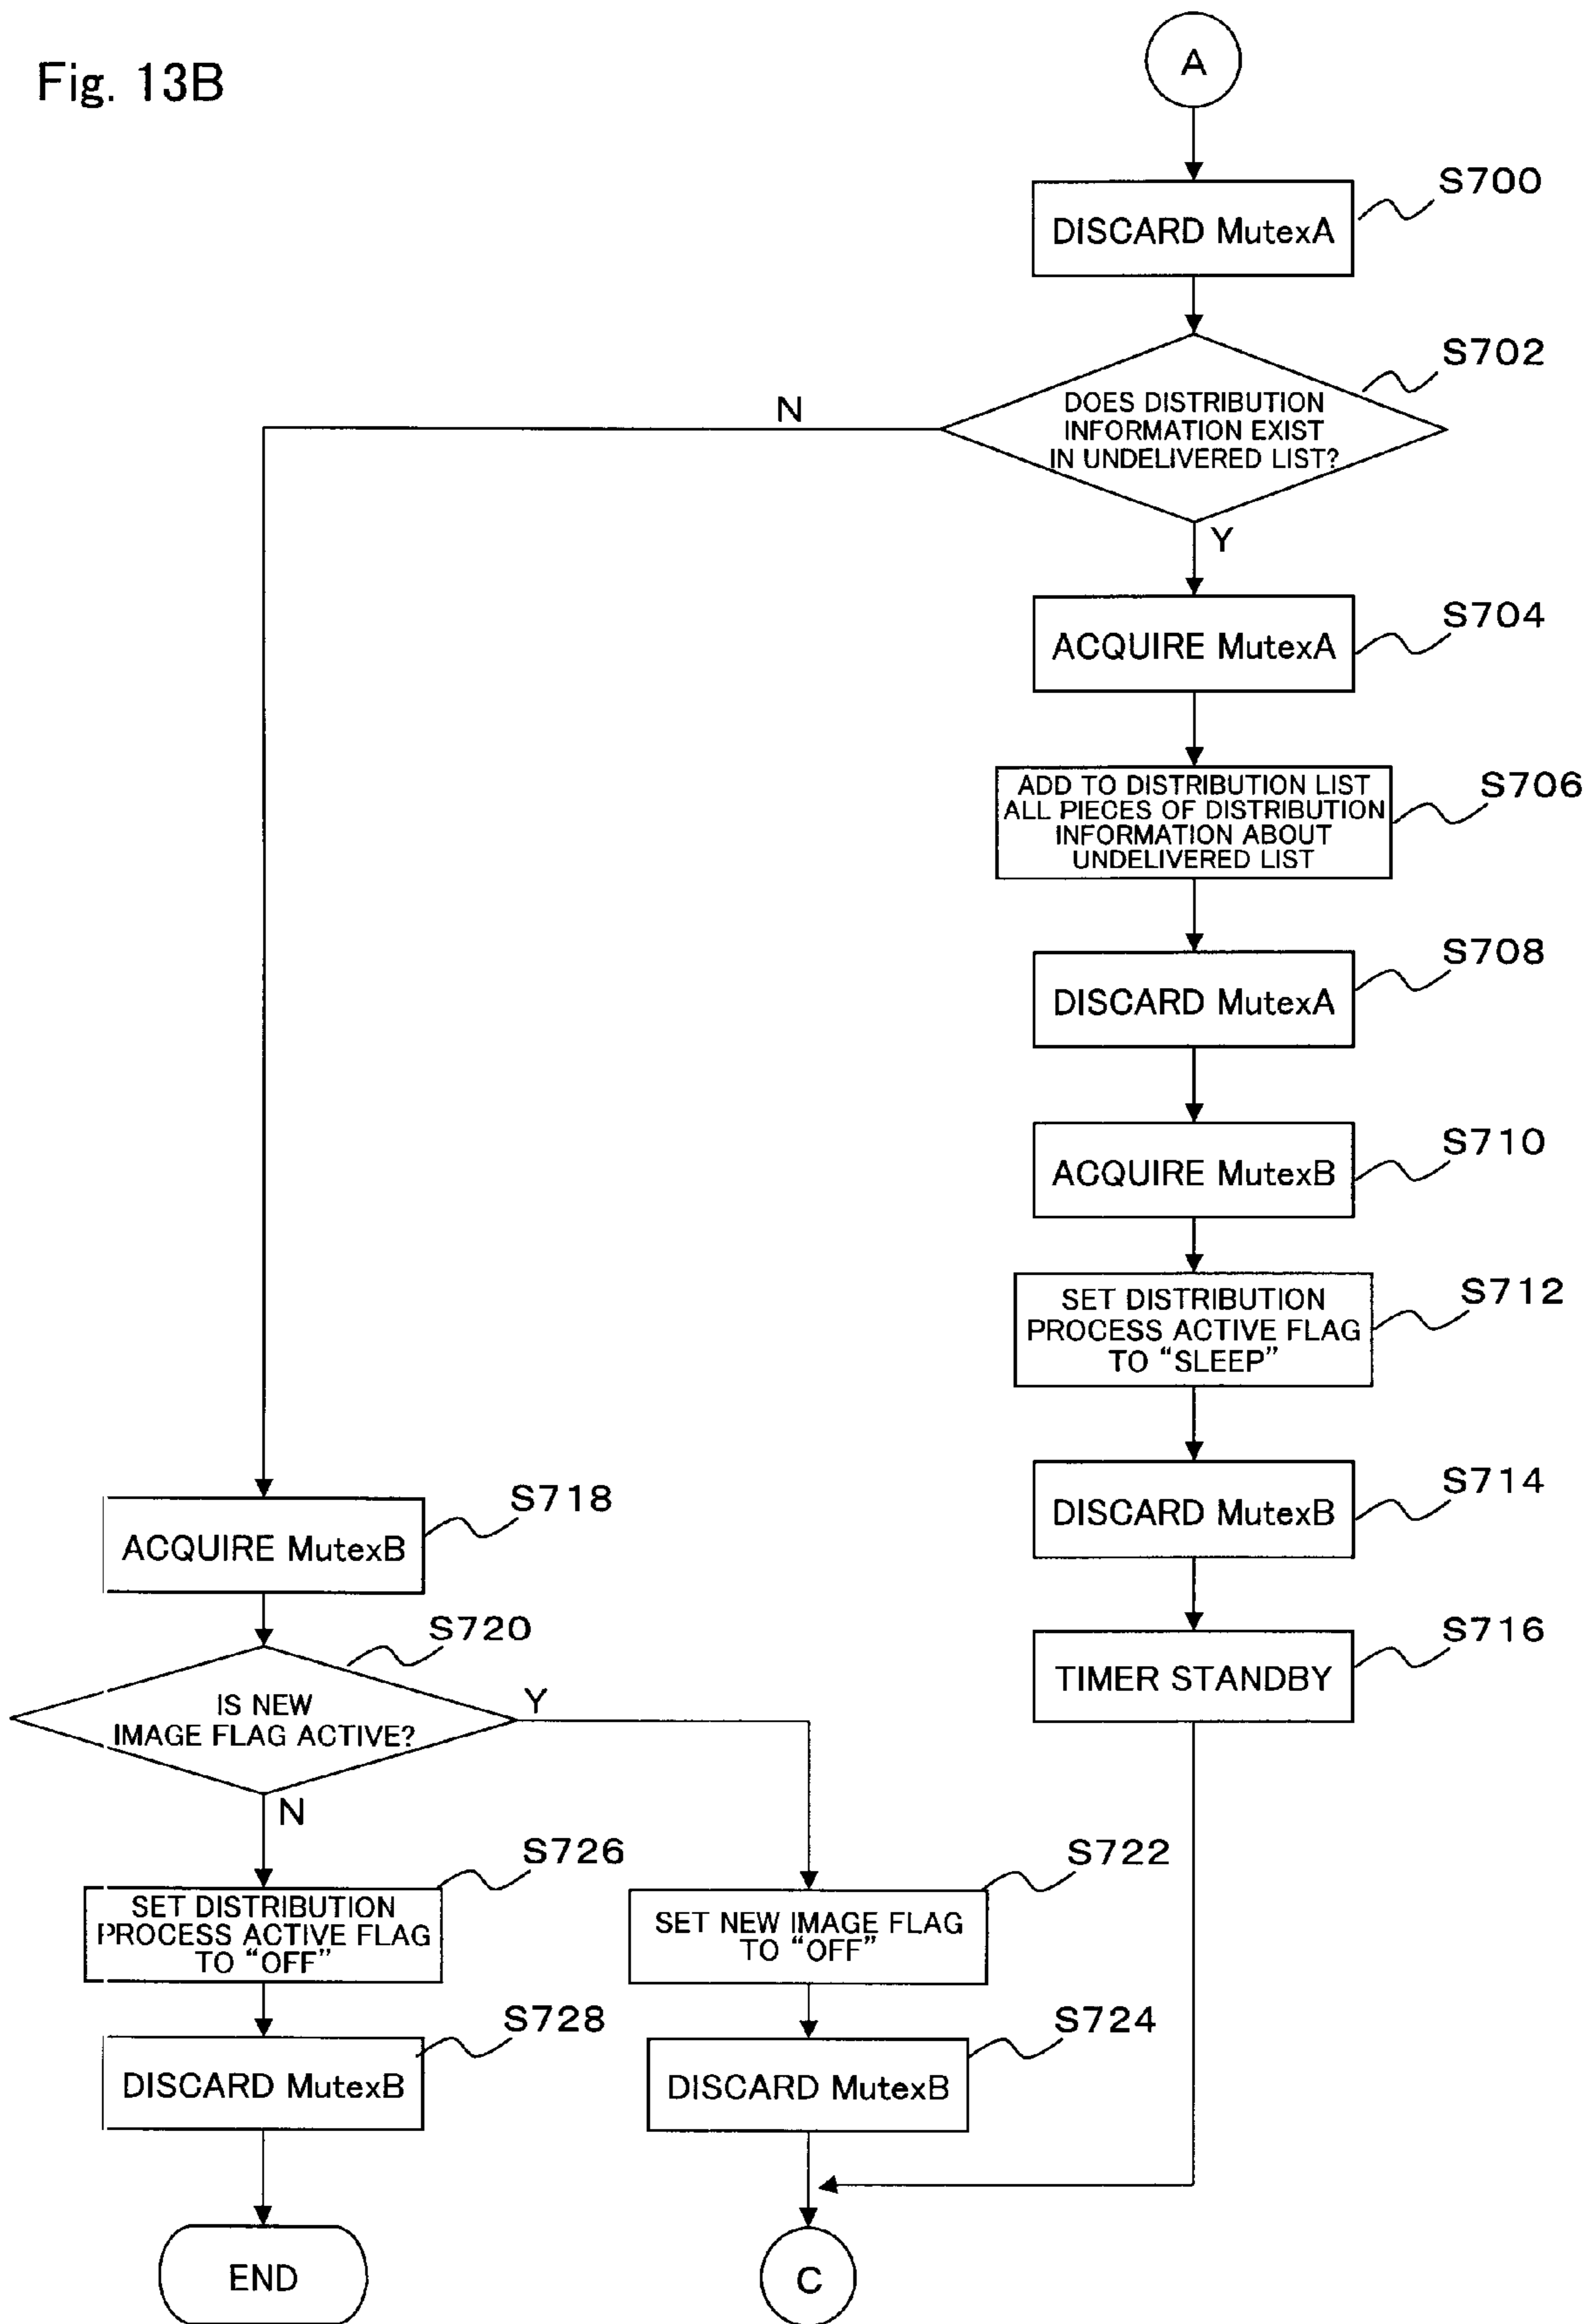 Fig. 13B
A
S700
DISCARD MutexA
S702
DOES DISTRIBUTION
INFORMATION EXIST
IN UNDELIVERED LIST?
N
Y
S704
ACQUIRE MutexA
S706
ADD TO DISTRIBUTION LIST
ALL PIECES OF DISTRIBUTION
INFORMATION ABOUT
UNDELIVERED LIST
S708
DISCARD MutexA
S710
ACQUIRE MutexB
S712
SET DISTRIBUTION
PROCESS ACTIVE FLAG
TO “SLEEP”
S714
DISCARD MutexB
S716
TIMER STANDBY
S718
ACQUIRE MutexB
S720
IS NEW
IMAGE FLAG ACTIVE?
Y
N
S726
SET DISTRIBUTION
PROCESS ACTIVE FLAG
TO “OFF”
S722
SET NEW IMAGE FLAG
TO “OFF”
S728
DISCARD MutexB
S724
DISCARD MutexB
END
C